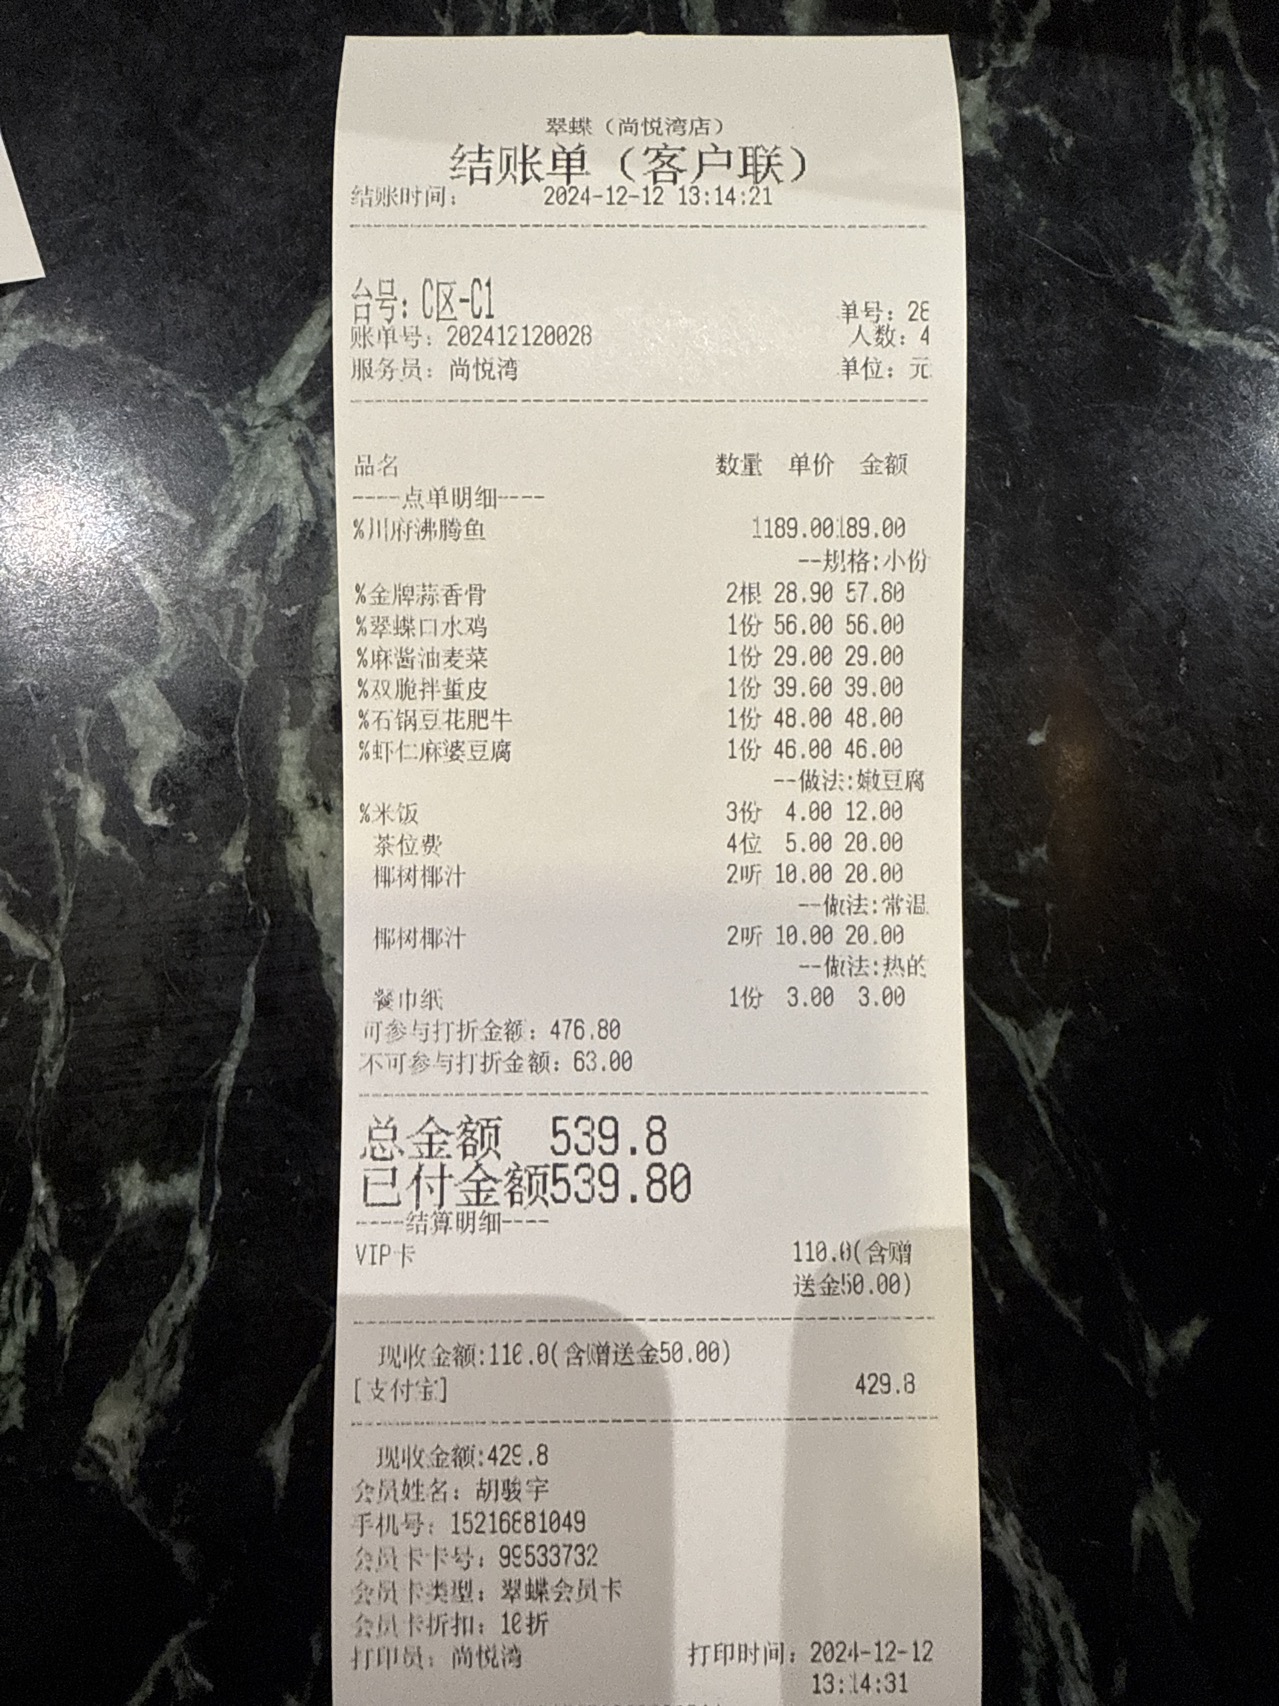 翠蝶（尚悦湾店）
结账单（客户联）
结账时间： 2024-12-12 13:14:21
台号：C区-C1
单号：28
账单号：202412120028 人数：4
服务员：尚悦湾 单位：元
品名 数量 单价 金额
----点单明细----
%川府沸腾鱼 1189.00189.00
--规格:小份
%金牌蒜香骨 2根 28.90 57.80
%翠蝶口水鸡 1份 56.00 56.00
%麻酱油麦菜 1份 29.00 29.00
%双脆拌蜇皮 1份 39.00 39.00
%石锅豆花肥牛 1份 48.00 48.00
%虾仁麻婆豆腐 1份 46.00 46.00
--做法:嫩豆腐
%米饭 3份 4.00 12.00
茶位费 4位 5.00 20.00
椰树椰汁 2听 10.00 20.00
--做法:常温
椰树椰汁 2听 10.00 20.00
--做法:热的
餐巾纸 1份 3.00 3.00
可参与打折金额：476.80
不可参与打折金额：63.00
总金额 539.8
已付金额539.80
----结算明细----
VIP卡 110.0(含赠
送金50.00)
现收金额:110.0(含赠送金50.00)
[支付宝] 429.8
现收金额:429.8
会员姓名：胡骏宇
手机号：15216881049
会员卡卡号：99533732
会员卡类型：翠蝶会员卡
会员卡折扣：10折
打印员：尚悦湾 打印时间：2024-12-12
13:14:31